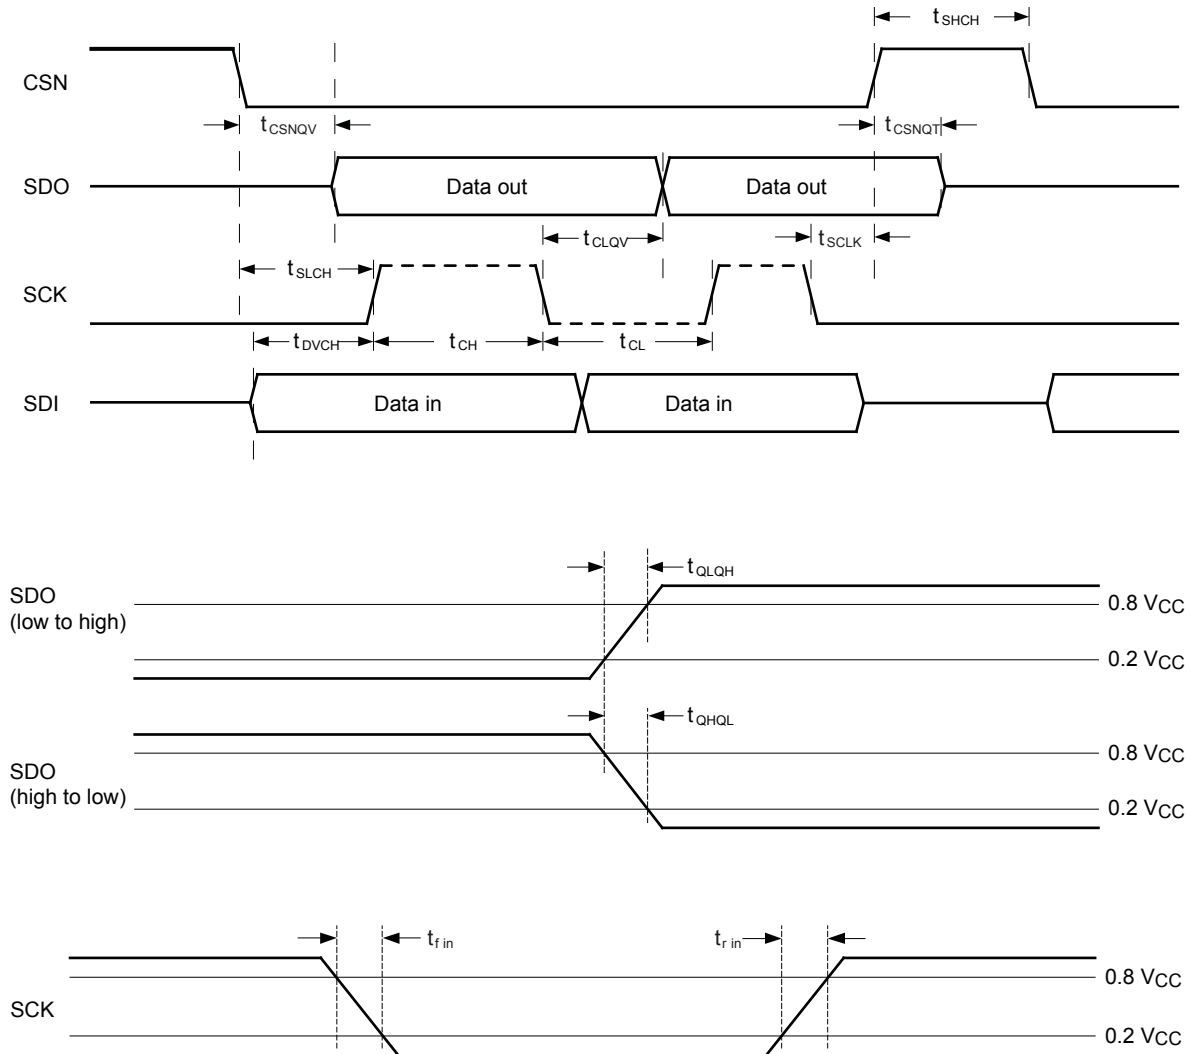 tSHCH
CSN
tCSNQV
tCSNQT
SDO
Data out
Data out
tCLQV
tSCLK
tSLCH
SCK
tDVCH
tCH
tCL
SDI
Data in
Data in
tQLQH
SDO
(low to high)
0.8 VCC
0.2 VCC
tQHQL
SDO
(high to low)
0.8 VCC
0.2 VCC
tf in
tr in
SCK
0.8 VCC
0.2 VCC